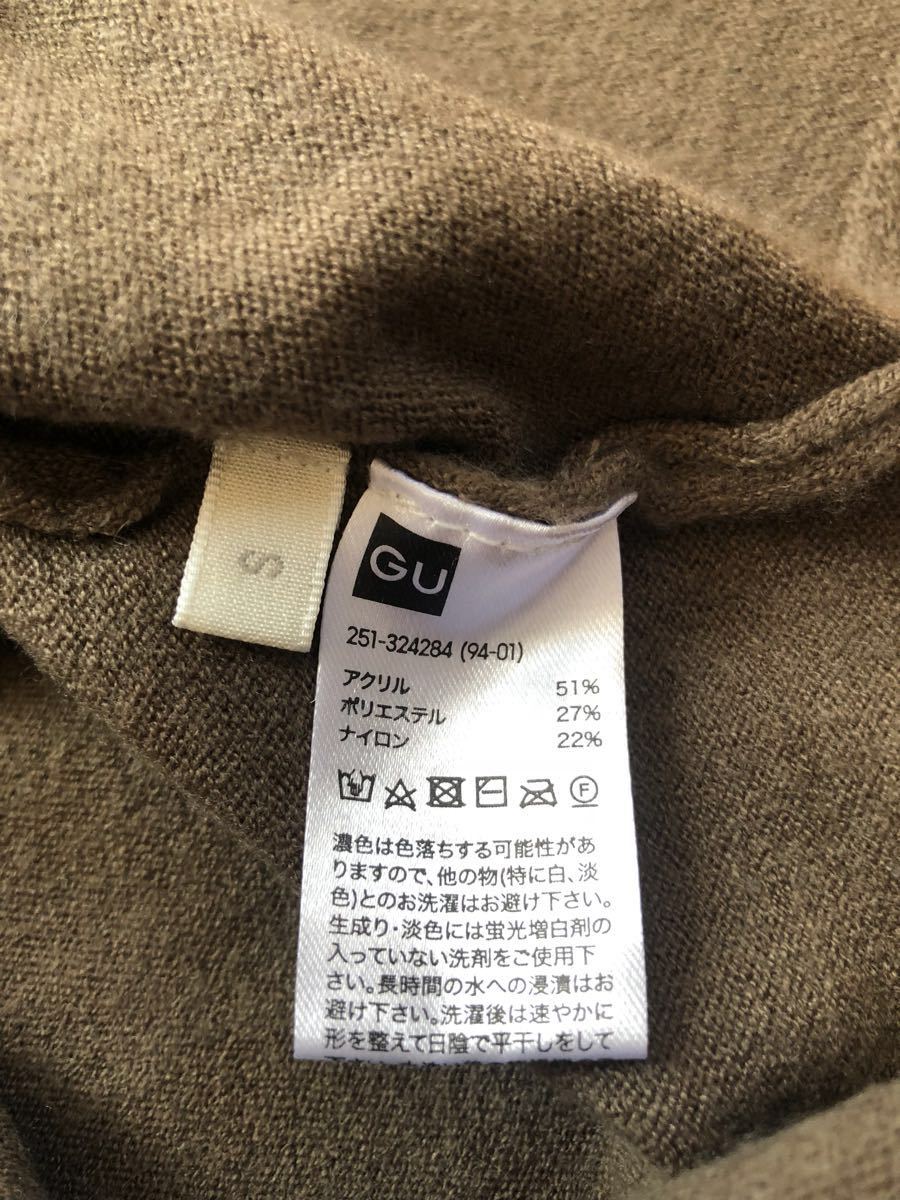 S
GU
251-324284 (94-01)
アクリル 51%
ポリエステル 27%
ナイロン 22%
F
濃色は色落ちする可能性があ
りますので、他の物(特に白、淡
色)とのお洗濯はお避け下さい。
生成り・淡色には蛍光増白剤の
入っていない洗剤をご使用下
さい。長時間の水への浸漬はお
避け下さい。洗濯後は速やかに
形を整えて日陰で平干しをして